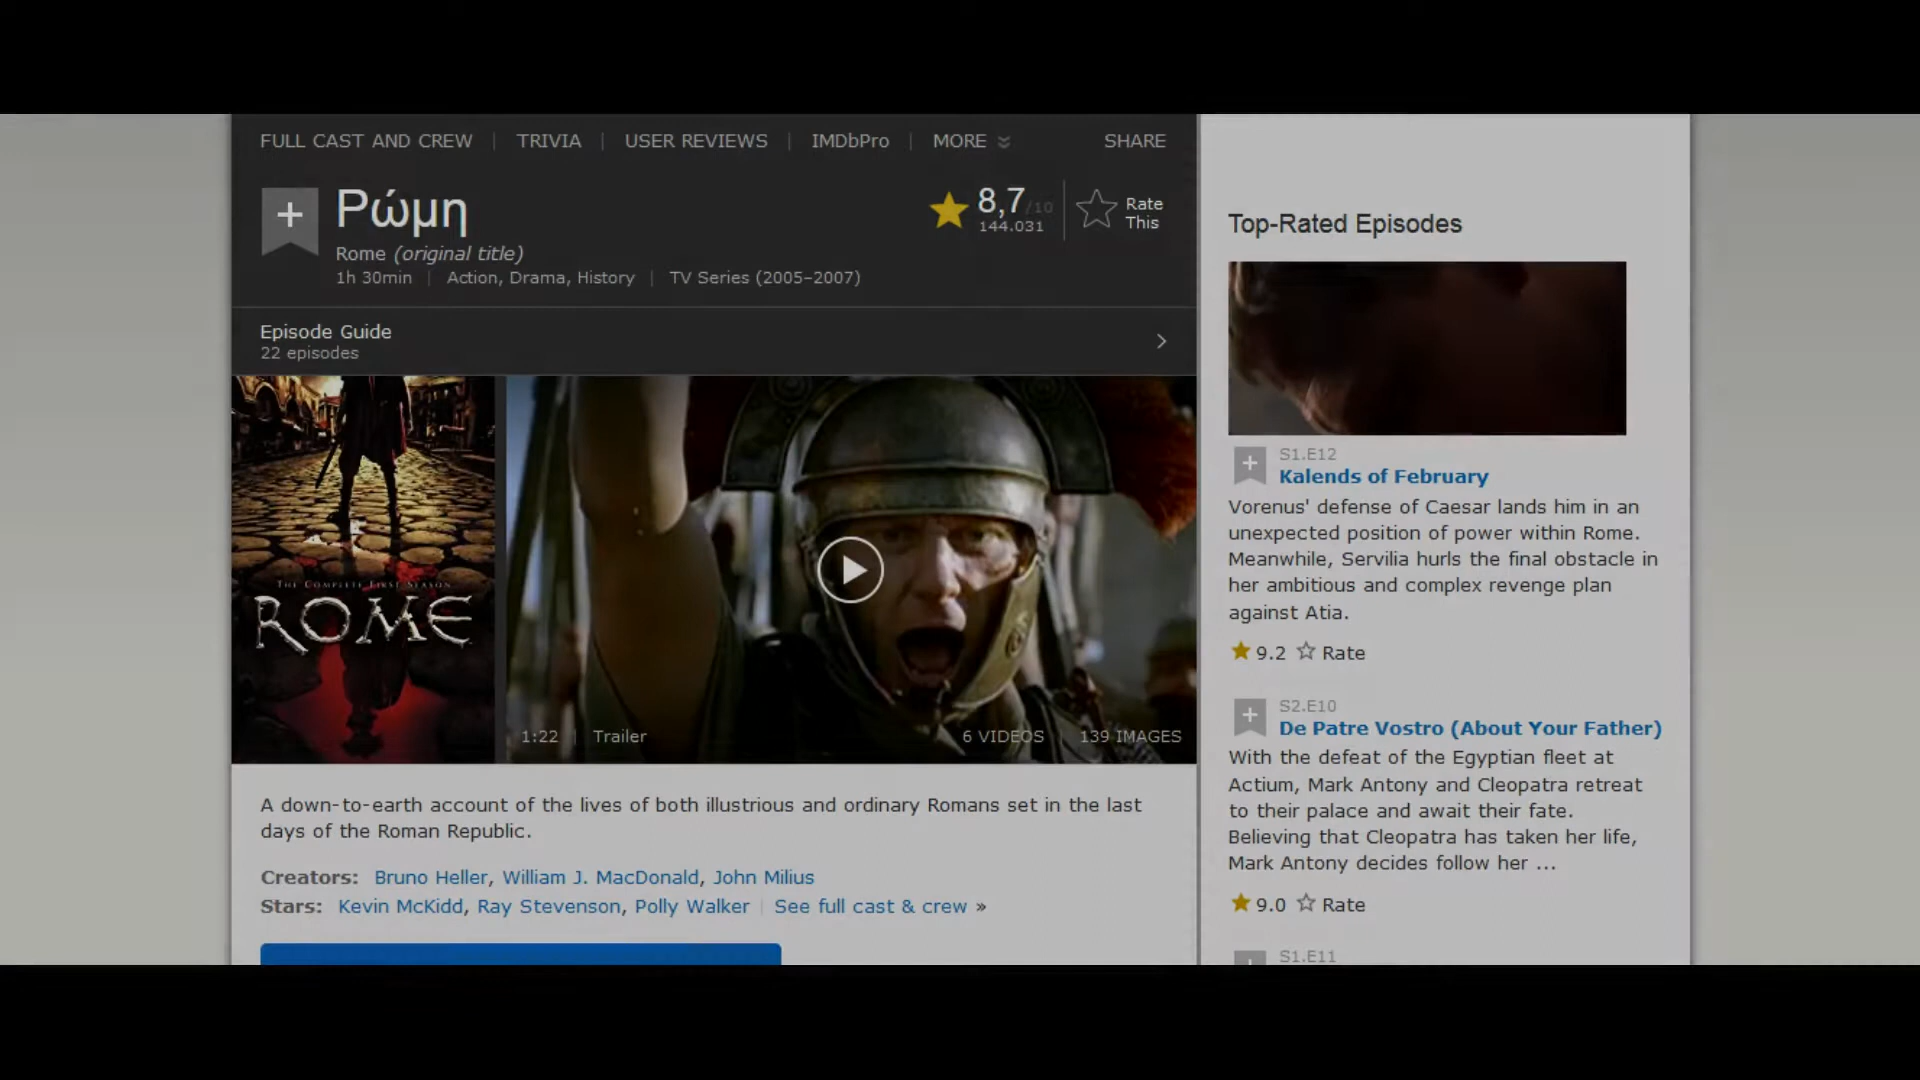 FULL CAST AND CREW | TRIVIA | USER REVIEWS | IMDbPro | MORE SHARE
Ρώμη
Rome (original title)
1h 30min | Action, Drama, History | TV Series (2005–2007)
8,7/10
144.031
Rate
This
Episode Guide
22 episodes
THE COMPLETE FIRST SEASON
ROME
1:22 | Trailer
6 VIDEOS | 139 IMAGES
A down-to-earth account of the lives of both illustrious and ordinary Romans set in the last
days of the Roman Republic.
Creators: Bruno Heller, William J. MacDonald, John Milius
Stars: Kevin McKidd, Ray Stevenson, Polly Walker | See full cast & crew »
Top-Rated Episodes
S1.E12
Kalends of February
Vorenus' defense of Caesar lands him in an
unexpected position of power within Rome.
Meanwhile, Servilia hurls the final obstacle in
her ambitious and complex revenge plan
against Atia.
9.2 Rate
S2.E10
De Patre Vostro (About Your Father)
With the defeat of the Egyptian fleet at
Actium, Mark Antony and Cleopatra retreat
to their palace and await their fate.
Believing that Cleopatra has taken her life,
Mark Antony decides follow her ...
9.0 Rate
S1.E11